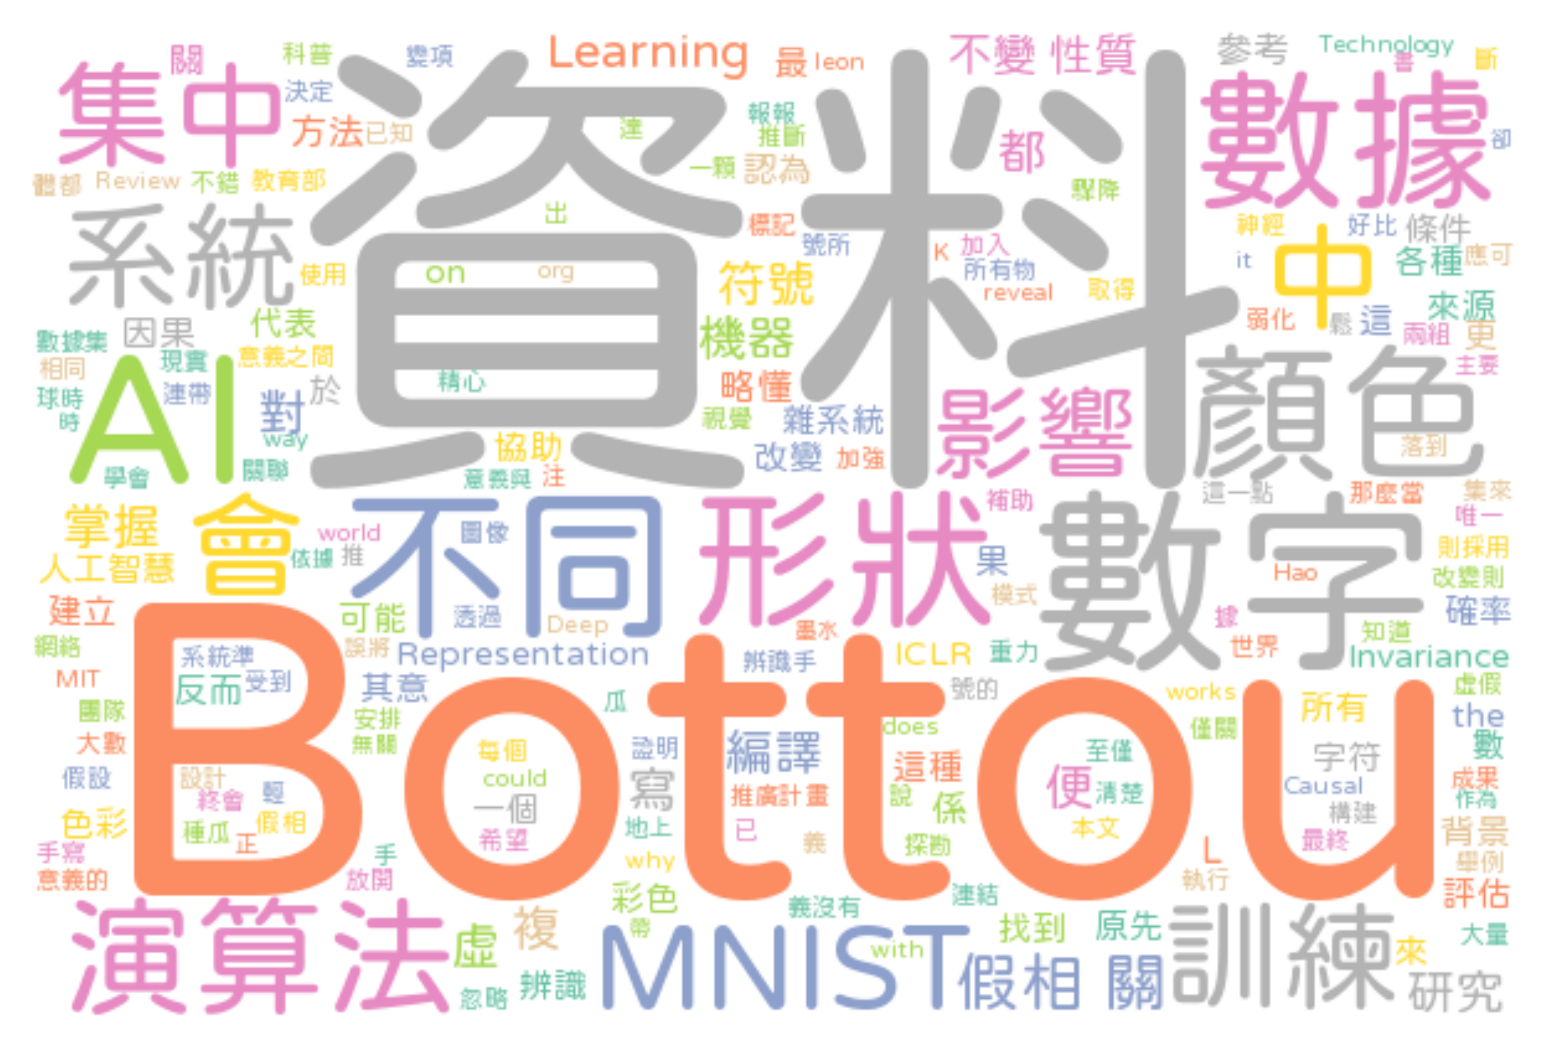 關
科普
變項
Learning
最
leon
不變
性質
參考
Technology
書
斷
集中
決定
方法
已知
資料
達
報報
推斷
一顆
認為
都
驟降
數據
卻
體都
Review
不錯
教育部
出
標記
號所
K
加入
所有物
reveal
取得
神經
好比
條件
it
中
各種
應可
系統
使用
on
org
符號
因果
代表
機器
弱化
鬆
這
來源
兩組
更
數據集
現實
意義之間
相同
AI
連帶
對
於
精心
略懂
影響
顏色
主要
球時
時
way
視覺
雜系統
落到
學會
關聯
協助
意義與
注
改變
加強
這一點
那麼當
集來
掌握
會
world
不同
圖像
形狀
補助
數字
唯一
人工智慧
依據
推
果
Hao
則採用
改變則
建立
可能
透過
Deep
模式
墨水
據
確率
網絡
系統準
誤將
Representation
辨識手
ICLR
重力
世界
知道
Invariance
MIT
反而
受到
其意
瓜
號的
works
所有
虛假
團隊
Bottou
安排
does
僅關
the
大數
無關
每個
證明
編譯
這種
至僅
字符
數
假設
設計
could
寫
推廣計畫
說
便
清楚
Causal
成果
終會
輕
一個
係
構建
作為
色彩
種瓜
正
假相
希望
地上
已
義
探勘
本文
最終
背景
手寫
手
why
L
舉例
意義的
放開
彩色
連結
執行
評估
演算法
虛
複
帶
義沒有
找到
原先
訓練
大量
忽略
辨識
MNIST
with
假相
關
來
研究